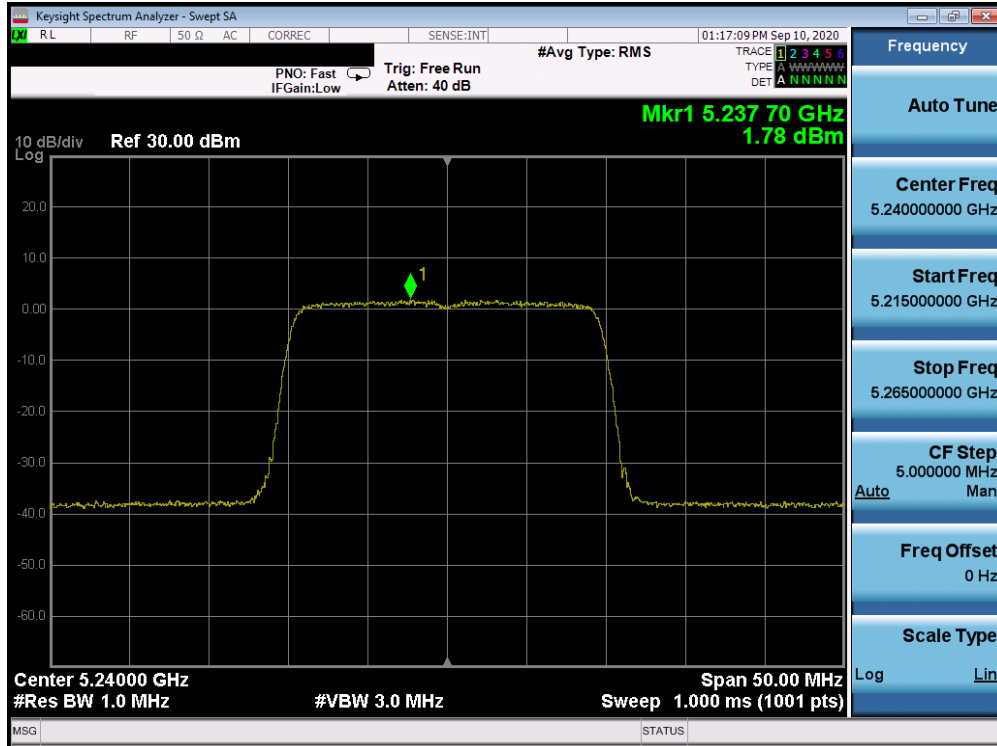 Keysight Spectrum Analyzer - Swept SA
LXI RL RF 50 Ω AC CORREC SENSE:INT 01:17:09 PM Sep 10, 2020
#Avg Type: RMS
TRACE 1 2 3 4 5 6
TYPE A WWWWW
DET A N N N N N
PNO: Fast
IFGain:Low
Trig: Free Run
Atten: 40 dB
Mkr1 5.237 70 GHz
1.78 dBm
10 dB/div Ref 30.00 dBm
Log
20.0
10.0
1
0.00
-10.0
-20.0
-30.0
-40.0
-50.0
-60.0
Center 5.24000 GHz Span 50.00 MHz
#Res BW 1.0 MHz #VBW 3.0 MHz Sweep 1.000 ms (1001 pts)
MSG STATUS
Frequency
Auto Tune
Center Freq
5.240000000 GHz
Start Freq
5.215000000 GHz
Stop Freq
5.265000000 GHz
CF Step
5.000000 MHz
Auto Man
Freq Offset
0 Hz
Scale Type
Log Lin